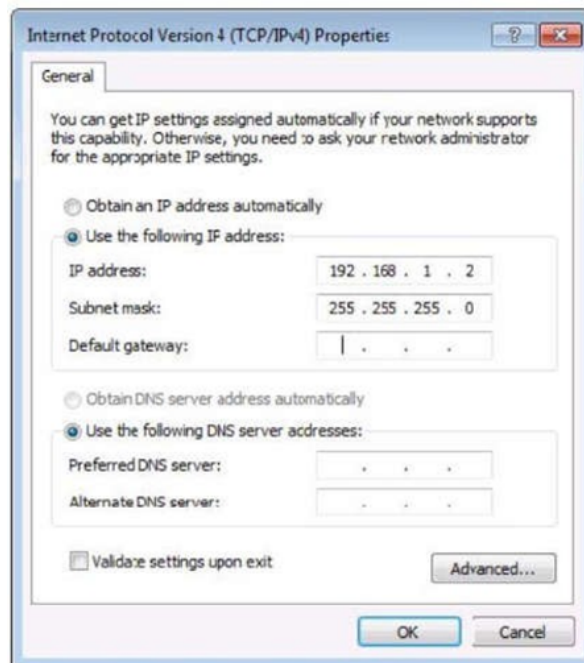 Internet Protocol Version 4 (TCP/IPv4) Properties
General
You can get IP settings assigned automatically if your network supports
this capability. Otherwise, you need to ask your network administrator
for the appropriate IP settings.
Obtain an IP address automatically
Use the following IP address:
IP address: 192 . 168 . 1 . 2
Subnet mask: 255 . 255 . 255 . 0
Default gateway: . . .
Obtain DNS server address automatically
Use the following DNS server addresses:
Preferred DNS server: . . .
Alternate DNS server: . . .
Validate settings upon exit
Advanced...
OK Cancel